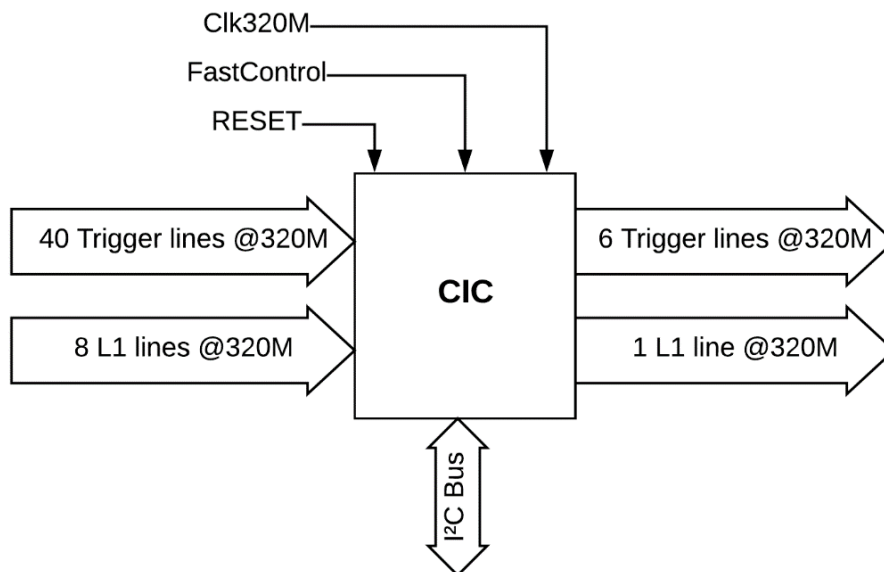 Clk320M
FastControl
RESET
40 Trigger lines @320M
6 Trigger lines @320M
CIC
8 L1 lines @320M
1 L1 line @320M
I²C Bus